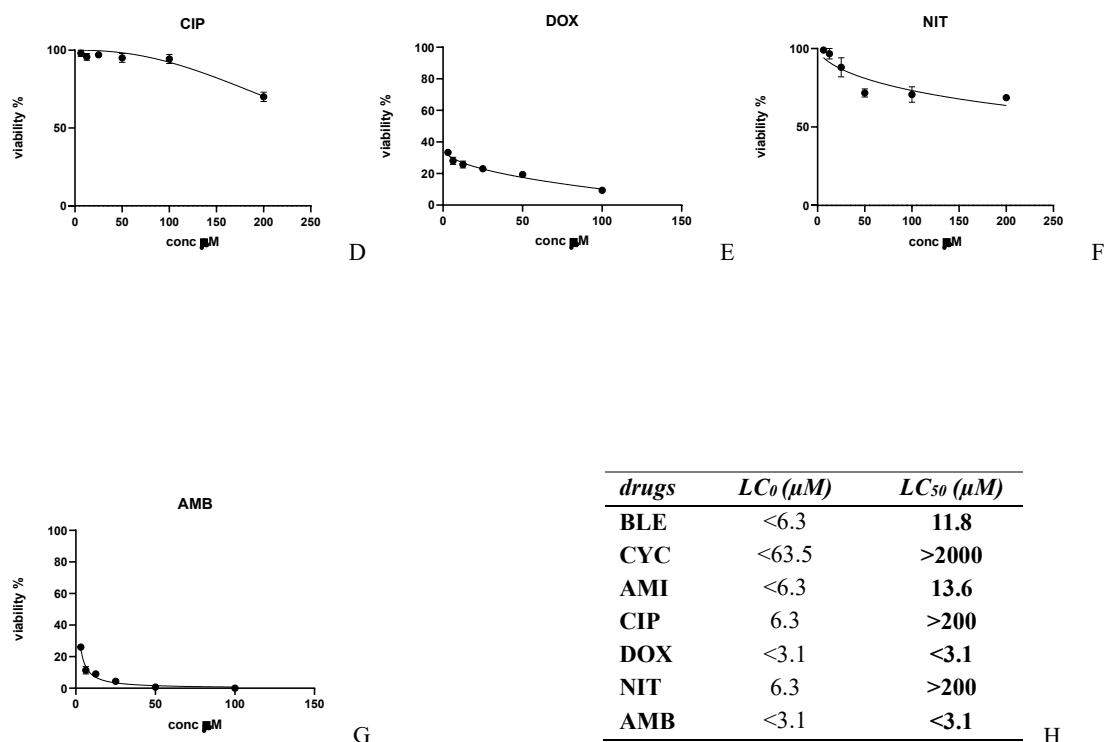 CIP
100
50
0
viability %
0 50 100 150 200 250
conc µM
D
DOX
100
80
60
40
20
0
viability %
0 50 100 150
conc µM
E
NIT
100
50
0
viability %
0 50 100 150 200 250
conc µM
F
AMB
100
80
60
40
20
0
viability %
0 50 100 150
conc µM
G
drugs LC₀ (µM) LC₅₀ (µM)
BLE <6.3 11.8
CYC <63.5 >2000
AMI <6.3 13.6
CIP 6.3 >200
DOX <3.1 <3.1
NIT 6.3 >200
AMB <3.1 <3.1
H